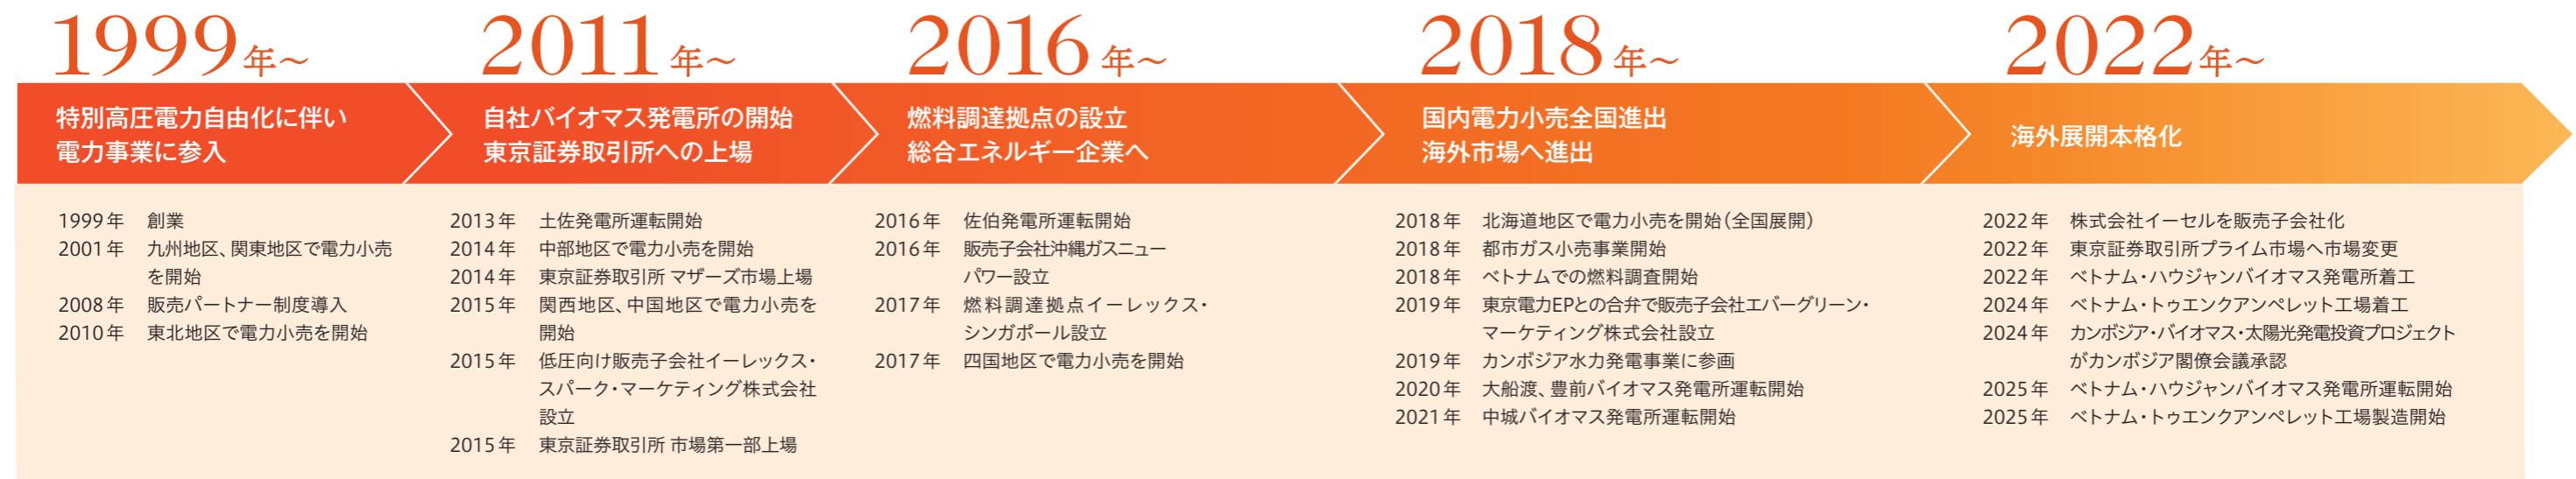 1999年～
特別高圧電力自由化に伴い
電力事業に参入
1999年 創業
2001年 九州地区、関東地区で電力小売
を開始
2008年 販売パートナー制度導入
2010年 東北地区で電力小売を開始
2011年～
自社バイオマス発電所の開始
東京証券取引所への上場
2013年 土佐発電所運転開始
2014年 中部地区で電力小売を開始
2014年 東京証券取引所 マザーズ市場上場
2015年 関西地区、中国地区で電力小売を
開始
2015年 低圧向け販売子会社イーレックス・
スパーク・マーケティング株式会社
設立
2015年 東京証券取引所 市場第一部上場
2016年～
燃料調達拠点の設立
総合エネルギー企業へ
2016年 佐伯発電所運転開始
2016年 販売子会社沖縄ガスニュー
パワー設立
2017年 燃料調達拠点イーレックス・
シンガポール設立
2017年 四国地区で電力小売を開始
2018年～
国内電力小売全国進出
海外市場へ進出
2018年 北海道地区で電力小売を開始（全国展開）
2018年 都市ガス小売事業開始
2018年 ベトナムでの燃料調査開始
2019年 東京電力EPとの合弁で販売子会社エバーグリーン・
マーケティング株式会社設立
2019年 カンボジア水力発電事業に参画
2020年 大船渡、豊前バイオマス発電所運転開始
2021年 中城バイオマス発電所運転開始
2022年～
海外展開本格化
2022年 株式会社イーセルを販売子会社化
2022年 東京証券取引所プライム市場へ市場変更
2022年 ベトナム・ハウジャンバイオマス発電所着工
2024年 ベトナム・トゥエンクアンペレット工場着工
2024年 カンボジア・バイオマス・太陽光発電投資プロジェクト
がカンボジア閣僚会議承認
2025年 ベトナム・ハウジャンバイオマス発電所運転開始
2025年 ベトナム・トゥエンクアンペレット工場製造開始